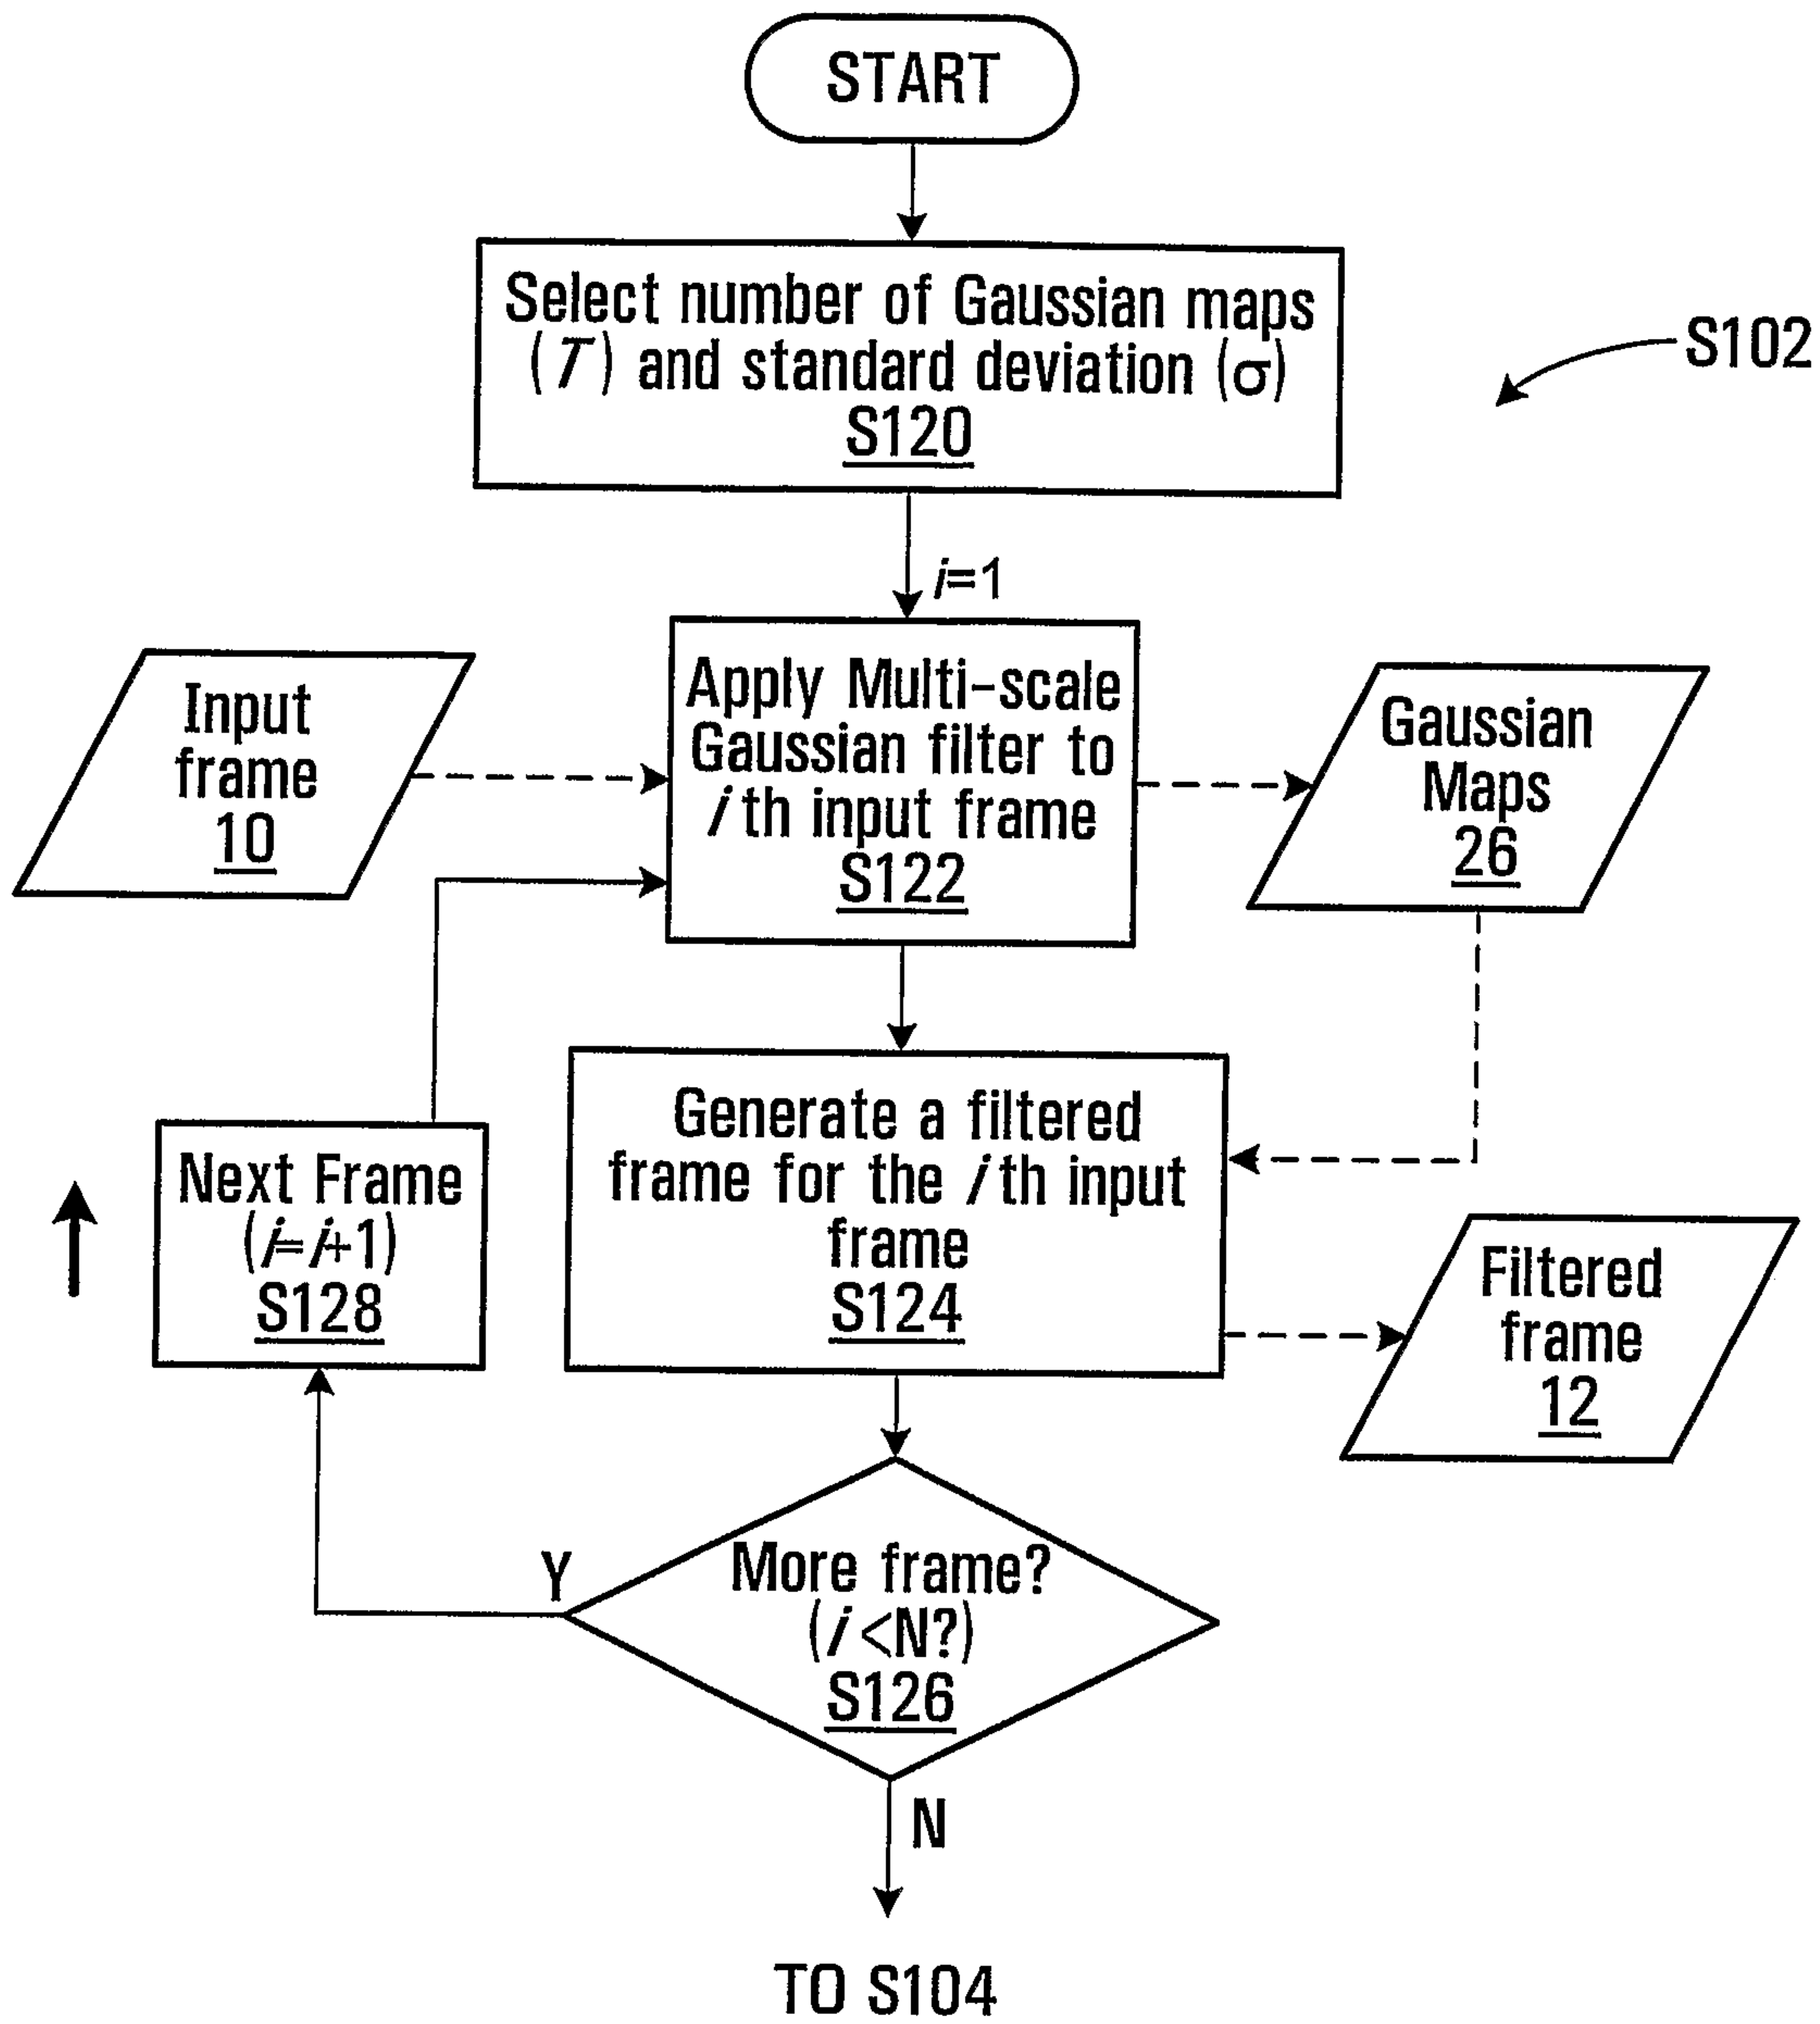 START
Select number of Gaussian maps
(T) and standard deviation (σ)
S120
S102
i=1
Input
frame
10
Apply Multi-scale
Gaussian filter to
i th input frame
S122
Gaussian
Maps
26
Generate a filtered
frame for the i th input
frame
S124
Next Frame
(i=i+1)
S128
Filtered
frame
12
More frame?
(i <N?)
S126
Y
N
TO S104